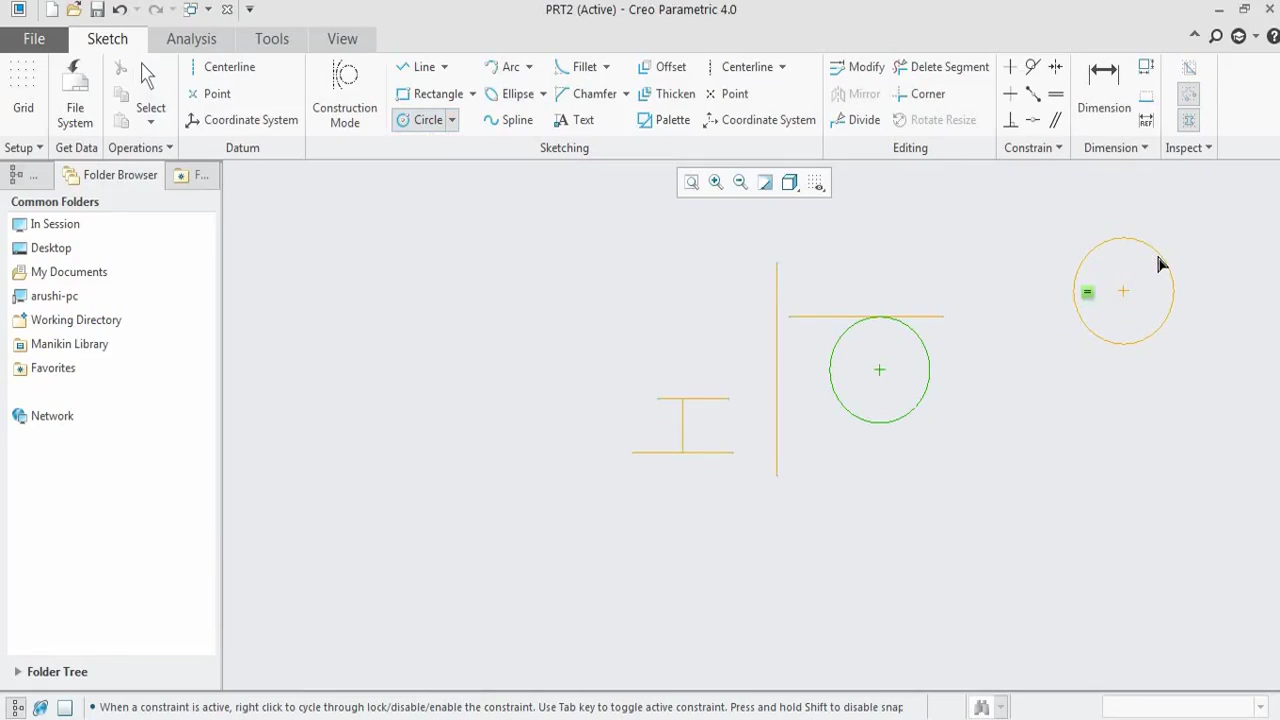 PRT2 (Active) - Creo Parametric 4.0
File Sketch Analysis Tools View
Grid
Setup
File System
Get Data
Select
Operations
Centerline
Point
Coordinate System
Datum
Construction Mode
Line Arc Fillet Offset Centerline
Rectangle Ellipse Chamfer Thicken Point
Circle Spline Text Palette Coordinate System
Sketching
Modify Delete Segment
Mirror Corner
Divide Rotate Resize
Editing
Constrain
Dimension
REF
Dimension
Inspect
... Folder Browser F...
Common Folders
In Session
Desktop
My Documents
arushi-pc
Working Directory
Manikin Library
Favorites
Network
Folder Tree
• When a constraint is active, right click to cycle through lock/disable/enable the constraint. Use Tab key to toggle active constraint. Press and hold Shift to disable snap